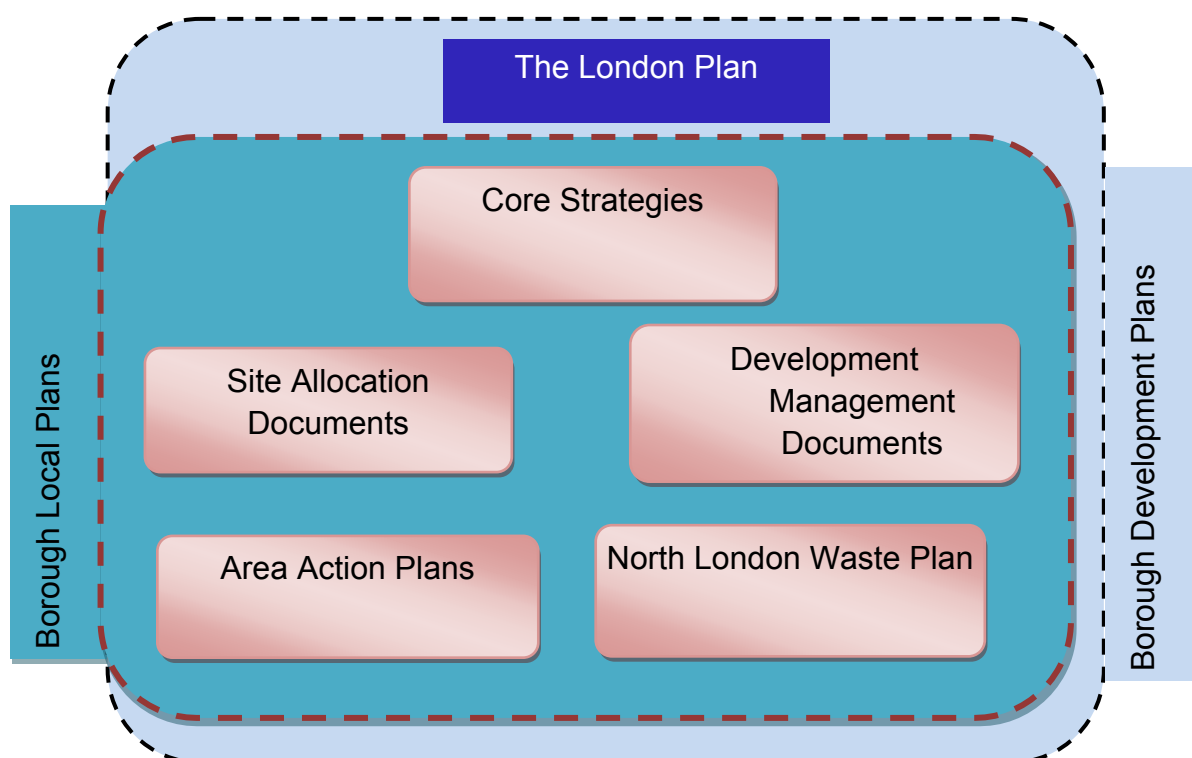 The London Plan
Core Strategies
Site Allocation
Documents
Development
Management
Documents
Area Action Plans
North London Waste Plan
Borough Local Plans
Borough Development Plans